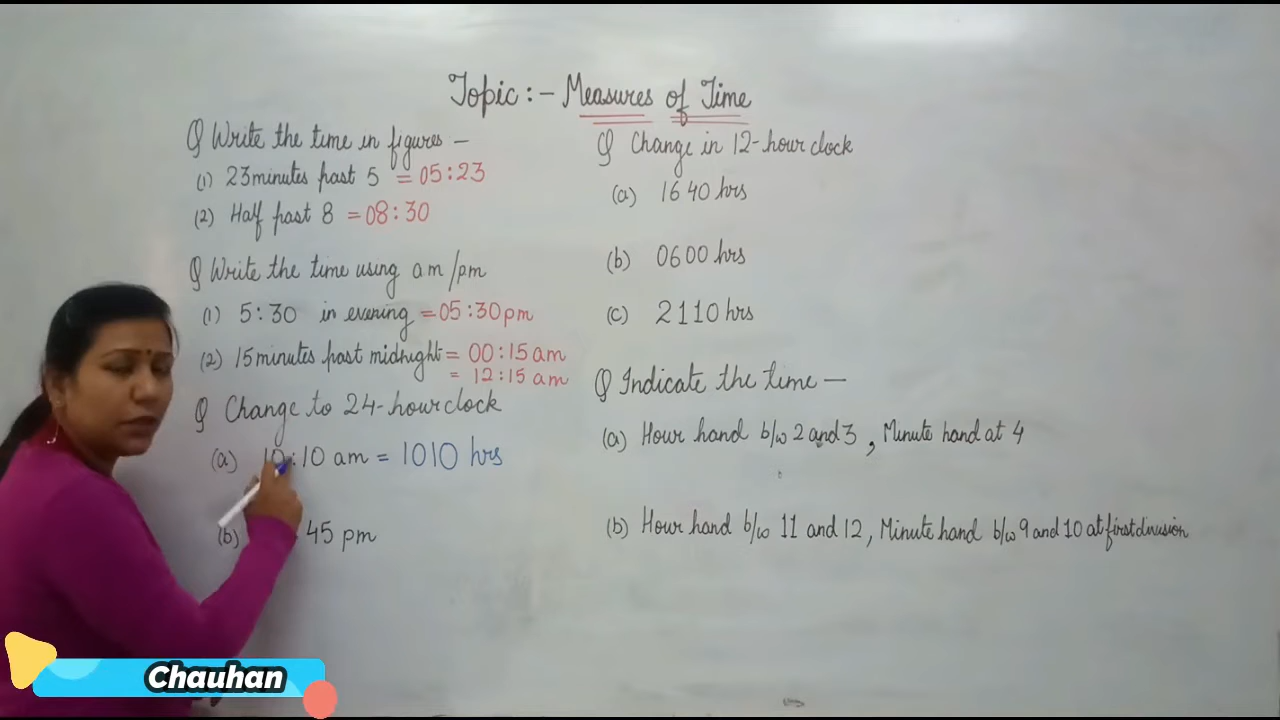 Topic :- Measures of Time
Q Write the time in figures -
(1) 23 minutes past 5 = 05:23
(2) Half past 8 = 08:30
Q Write the time using am/pm
(1) 5:30 in evening = 05:30 pm
(2) 15 minutes past midnight = 00:15 am
= 12:15 am
Q Change to 24-hour clock
(a) 10:10 am = 1010 hrs
(b) 45 pm
Q Change in 12-hour clock
(a) 1640 hrs
(b) 0600 hrs
(c) 2110 hrs
Q Indicate the time —
(a) Hour hand b/w 2 and 3, Minute hand at 4
(b) Hour hand b/w 11 and 12, Minute hand b/w 9 and 10 at first division
Chauhan